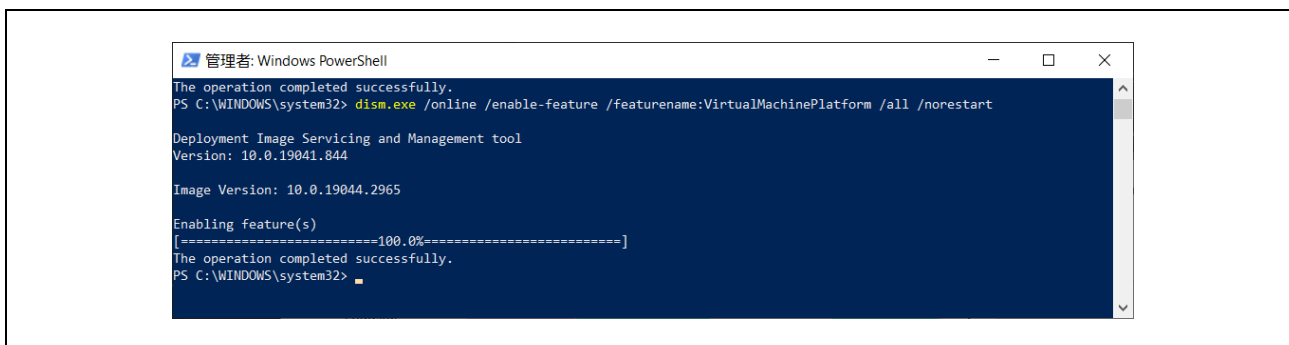 管理者: Windows PowerShell
The operation completed successfully.
PS C:\WINDOWS\system32> dism.exe /online /enable-feature /featurename:VirtualMachinePlatform /all /norestart
Deployment Image Servicing and Management tool
Version: 10.0.19041.844
Image Version: 10.0.19044.2965
Enabling feature(s)
[==========================100.0%==========================]
The operation completed successfully.
PS C:\WINDOWS\system32>